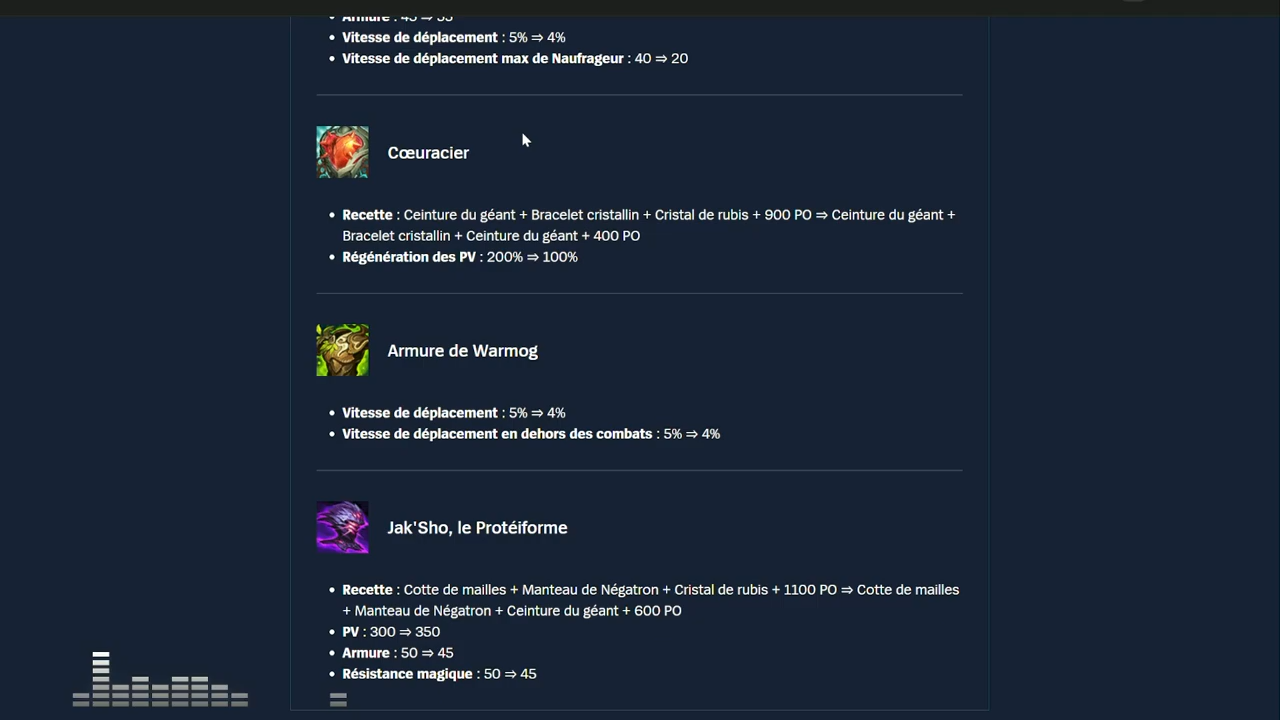 Armure : 45 ⇒ 55
Vitesse de déplacement : 5% ⇒ 4%
Vitesse de déplacement max de Naufrageur : 40 ⇒ 20
Cœuracier
Recette : Ceinture du géant + Bracelet cristallin + Cristal de rubis + 900 PO ⇒ Ceinture du géant +
Bracelet cristallin + Ceinture du géant + 400 PO
Régénération des PV : 200% ⇒ 100%
Armure de Warmog
Vitesse de déplacement : 5% ⇒ 4%
Vitesse de déplacement en dehors des combats : 5% ⇒ 4%
Jak'Sho, le Protéiforme
Recette : Cotte de mailles + Manteau de Négatron + Cristal de rubis + 1100 PO ⇒ Cotte de mailles
+ Manteau de Négatron + Ceinture du géant + 600 PO
PV : 300 ⇒ 350
Armure : 50 ⇒ 45
Résistance magique : 50 ⇒ 45